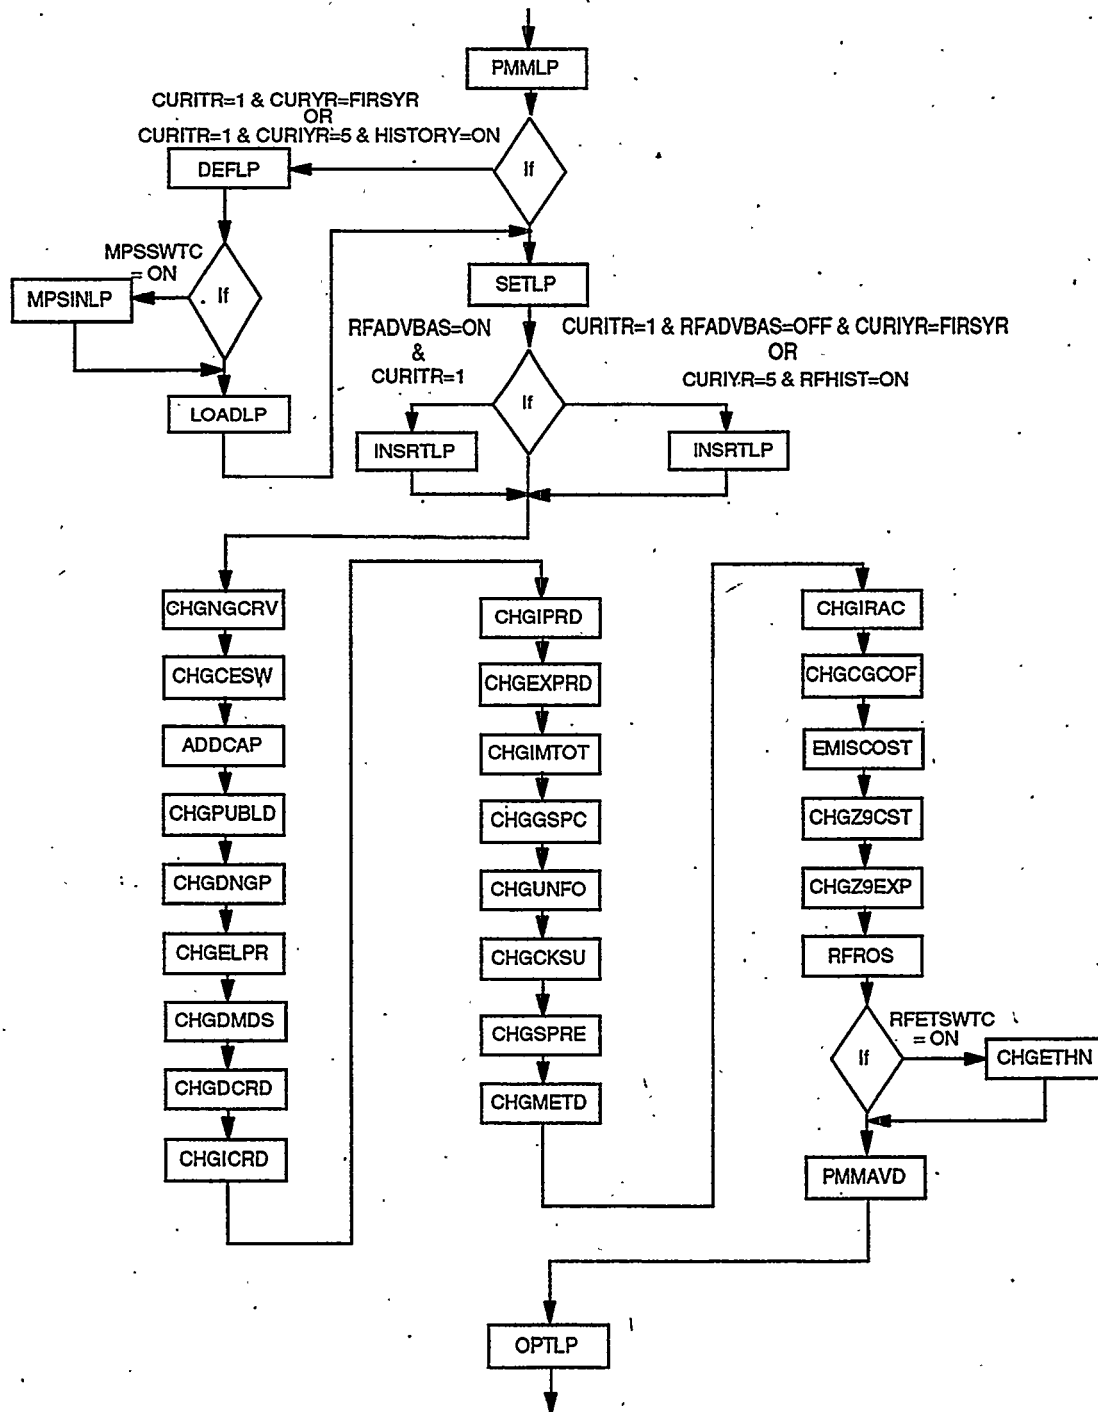 PMMLP
CURITR=1 & CURYR=FIRSYR
OR
CURITR=1 & CURIYR=5 & HISTORY=ON
If
DEFLP
MPSSWTC
= ON
If
MPSINLP
LOADLP
SETLP
RFADVBAS=ON
&
CURITR=1
CURITR=1 & RFADVBAS=OFF & CURIYR=FIRSYR
OR
CURIYR=5 & RFHIST=ON
If
INSRTLP
INSRTLP
CHGNGCRV
CHGCESW
ADDCAP
CHGPUBLD
CHGDNGP
CHGELPR
CHGDMDS
CHGDCRD
CHGICRD
CHGIPRD
CHGEXPRD
CHGIMTOT
CHGGSPC
CHGUNFO
CHGCKSU
CHGSPRE
CHGMETD
CHGIRAC
CHGCGCOF
EMISCOST
CHGZ9CST
CHGZ9EXP
RFROS
If
RFETSWTC
= ON
CHGETHN
PMMAVD
OPTLP